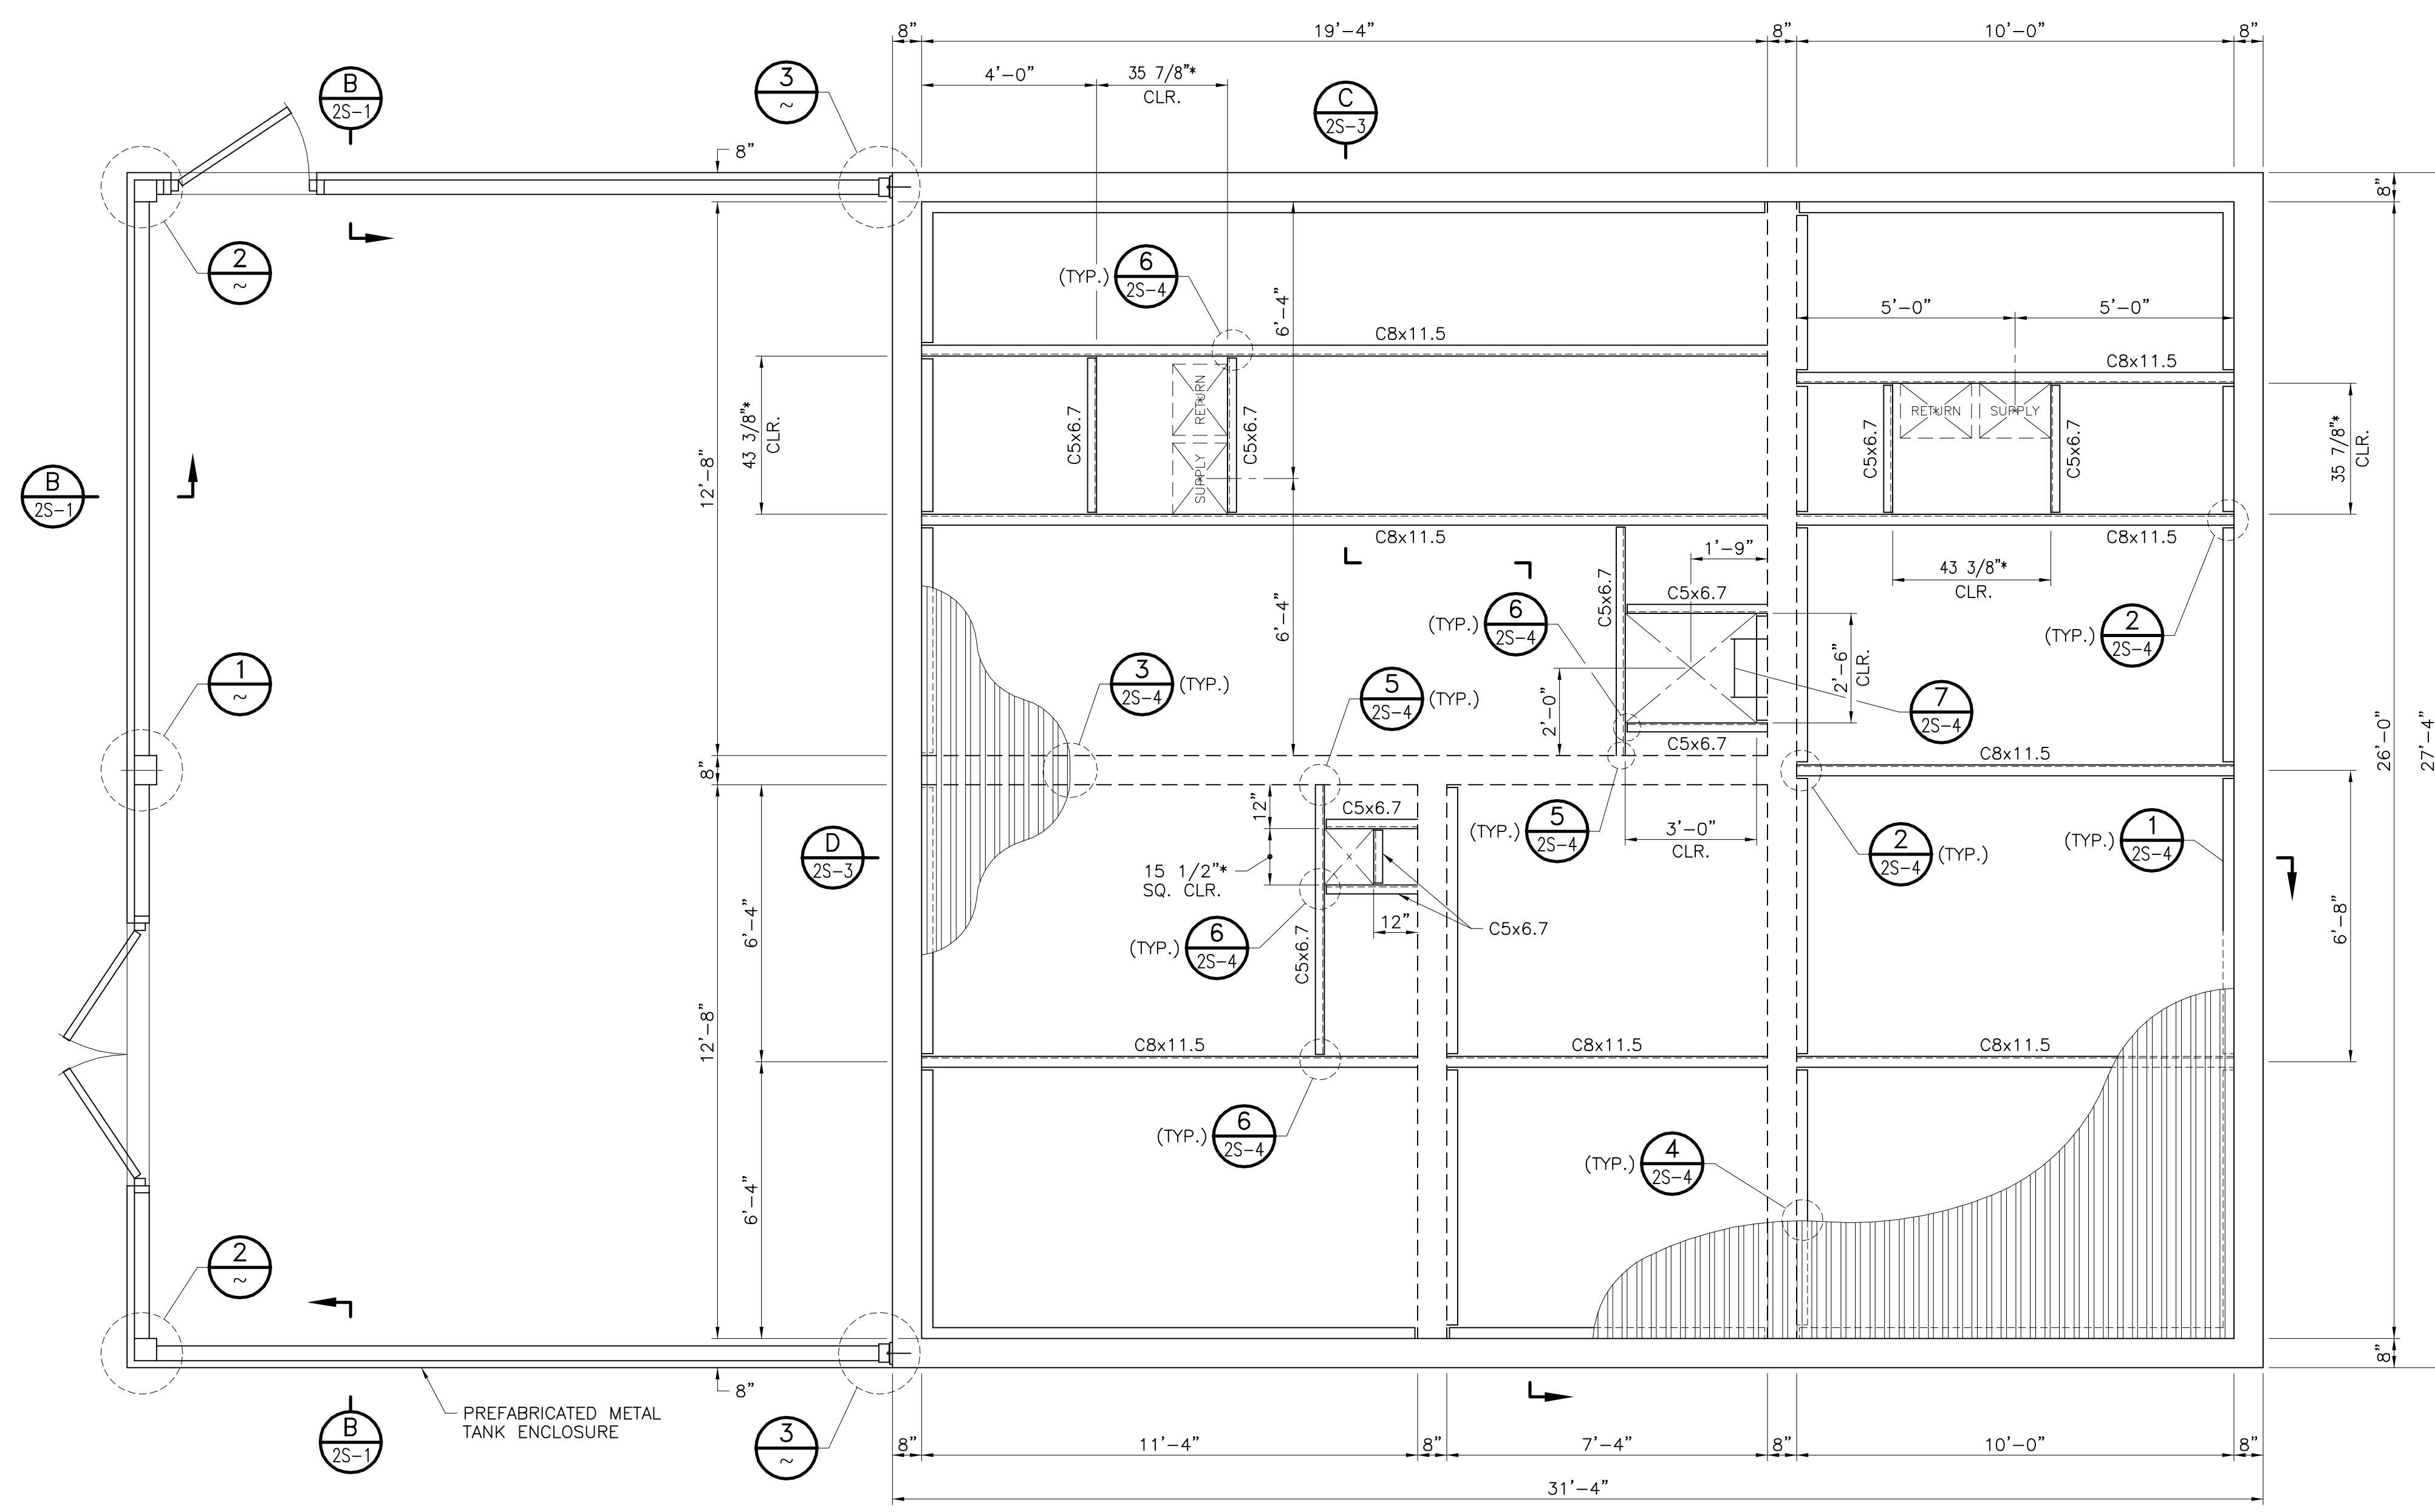 8" 19'-4" 8" 10'-0" 8"
4'-0" 35 7/8"*
CLR.
B
2S-1
3
~
C
2S-3
8"
8"
2
~
(TYP.) 6
2S-4
6'-4"
5'-0" 5'-0"
C8x11.5
C8x11.5
43 3/8"*
CLR.
C5x6.7
RETURN
SUPPLY
C5x6.7
C5x6.7
RETURN SUPPLY
C5x6.7
35 7/8"*
CLR.
12'-8"
B
2S-1
C8x11.5
C8x11.5
1'-9"
43 3/8"*
CLR.
6'-4"
C5x6.7
C5x6.7
(TYP.) 6
2S-4
(TYP.) 2
2S-4
2'-6"
CLR.
1
~
3
2S-4 (TYP.)
5
2S-4 (TYP.)
2'-0"
7
2S-4
26'-0"
27'-4"
C5x6.7
C8x11.5
8"
12"
C5x6.7
(TYP.) 5
2S-4
3'-0"
CLR.
D
2S-3
15 1/2"*
SQ. CLR.
2
2S-4 (TYP.)
(TYP.) 1
2S-4
6'-4"
12"
C5x6.7
(TYP.) 6
2S-4
C5x6.7
6'-8"
12'-8"
C8x11.5
C8x11.5
C8x11.5
(TYP.) 6
2S-4
(TYP.) 4
2S-4
6'-4"
2
~
8"
8"
PREFABRICATED METAL
TANK ENCLOSURE
B
2S-1
3
~
8" 11'-4" 8" 7'-4" 8" 10'-0" 8"
31'-4"